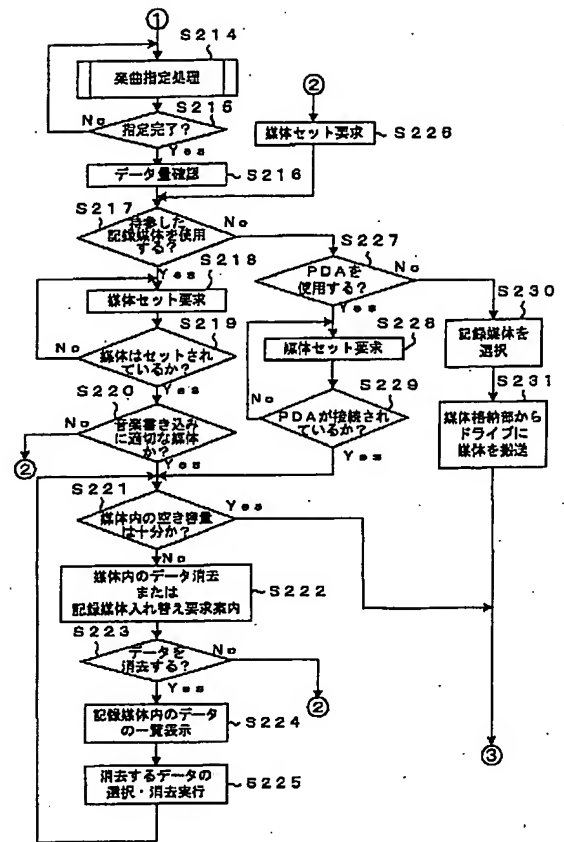 ①
S214
楽曲指定処理
S215
No
指定完了?
Yes
データ量確認
S216
②
媒体セット要求
S226
S217
持参した
記録媒体を使用
する?
No
Yes
S218
媒体セット要求
S219
No
媒体はセットされ
ているか?
Yes
S220
No
音楽書き込み
に適切な媒体
か?
②
Yes
S227
PDAを
使用する?
No
Yes
S228
媒体セット要求
S229
No
PDAが接続され
ているか?
Yes
S230
記録媒体を
選択
S231
媒体格納部から
ドライブに
媒体を搬送
S221
媒体内の空き容量
は十分か?
Yes
No
媒体内のデータ消去
または
記録媒体入れ替え要求案内
S222
S223
データを
消去する?
No
②
Yes
記録媒体内のデータ
の一覧表示
S224
消去するデータの
選択・消去実行
S225
③